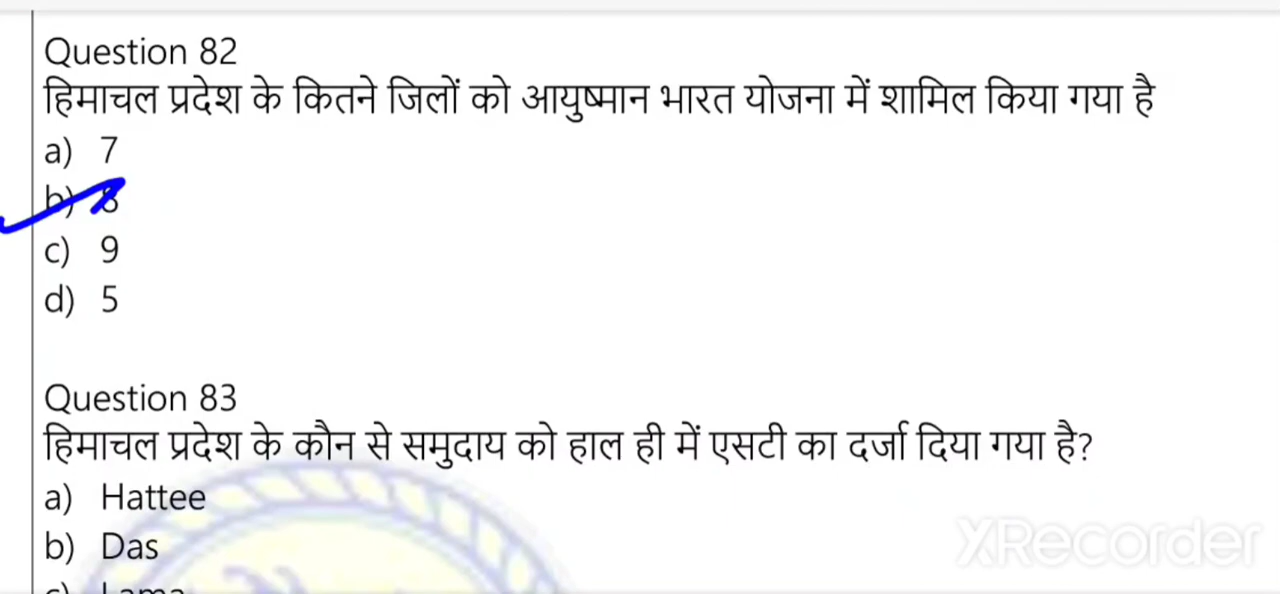 Question 82
हिमाचल प्रदेश के कितने जिलों को आयुष्मान भारत योजना में शामिल किया गया है
a) 7
b) 8
c) 9
d) 5
Question 83
हिमाचल प्रदेश के कौन से समुदाय को हाल ही में एसटी का दर्जा दिया गया है?
a) Hattee
b) Das
XRecorder